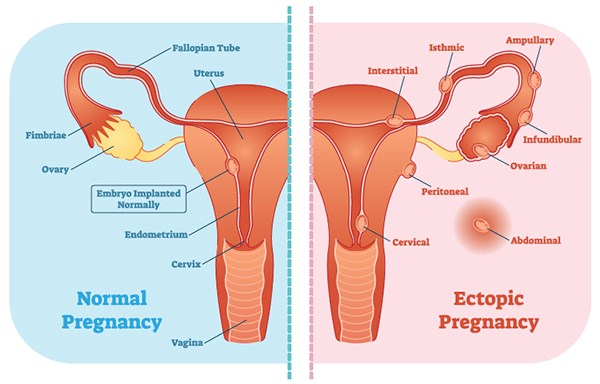 Fallopian Tube
Uterus
Fimbriae
Ovary
Embryo Implanted
Normally
Endometrium
Cervix
Normal
Pregnancy
Vagina
Ampullary
Isthmic
Interstitial
Infundibular
Ovarian
Peritoneal
Cervical
Abdominal
Ectopic
Pregnancy